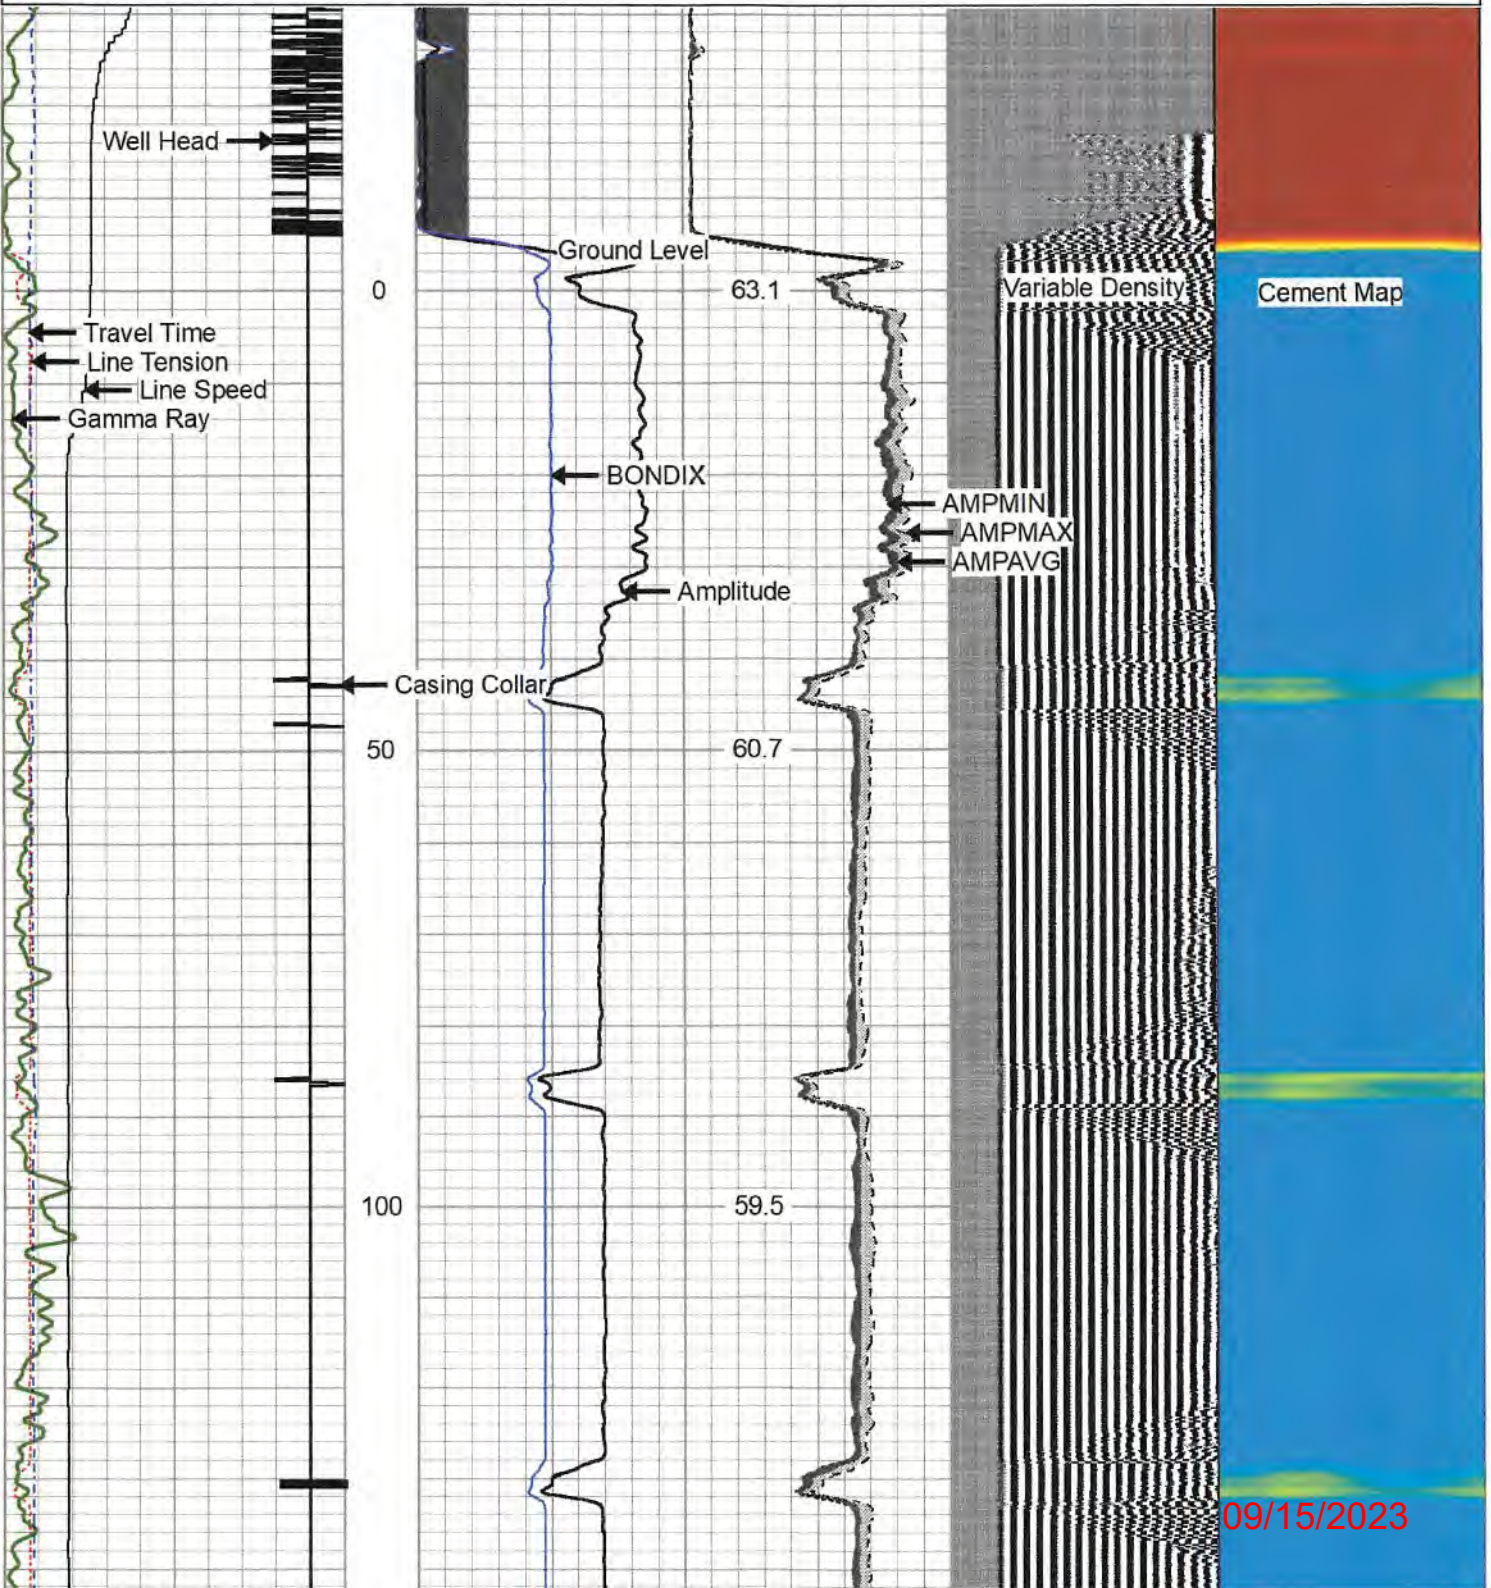 Well Head
Ground Level
0
63.1
Variable Density
Cement Map
Travel Time
Line Tension
Line Speed
Gamma Ray
BONDIX
AMPMIN
AMPMAX
AMPAVG
Amplitude
Casing Collar
50
60.7
100
59.5
09/15/2023